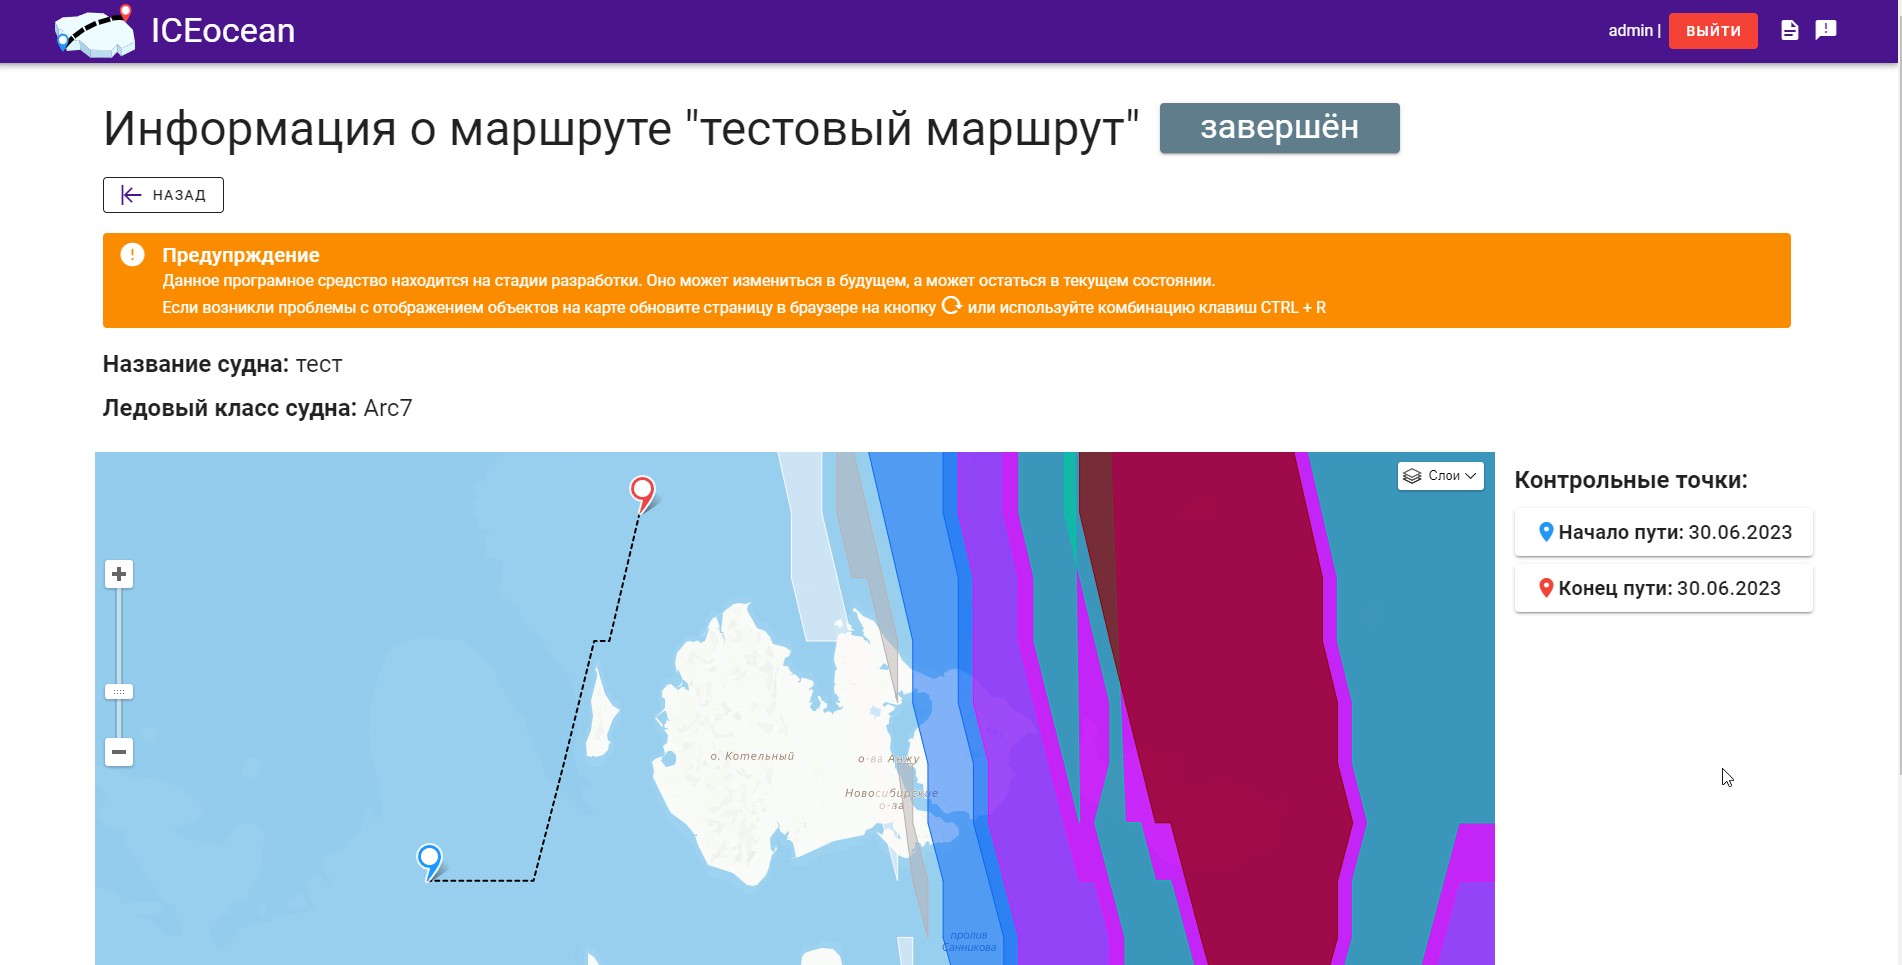 ICEocean
admin |
ВЫЙТИ
Информация о маршруте "тестовый маршрут"
завершён
НАЗАД
Предупрждение
Данное програмное средство находится на стадии разработки. Оно может измениться в будущем, а может остаться в текущем состоянии.
Если возникли проблемы с отображением объектов на карте обновите страницу в браузере на кнопку или используйте комбинацию клавиш CTRL + R
Название судна: тест
Ледовый класс судна: Arc7
Слои
Контрольные точки:
Начало пути: 30.06.2023
Конец пути: 30.06.2023
о. Котельный
о-ва Анжу
Новосибирские
о-ва
пролив
Санникова